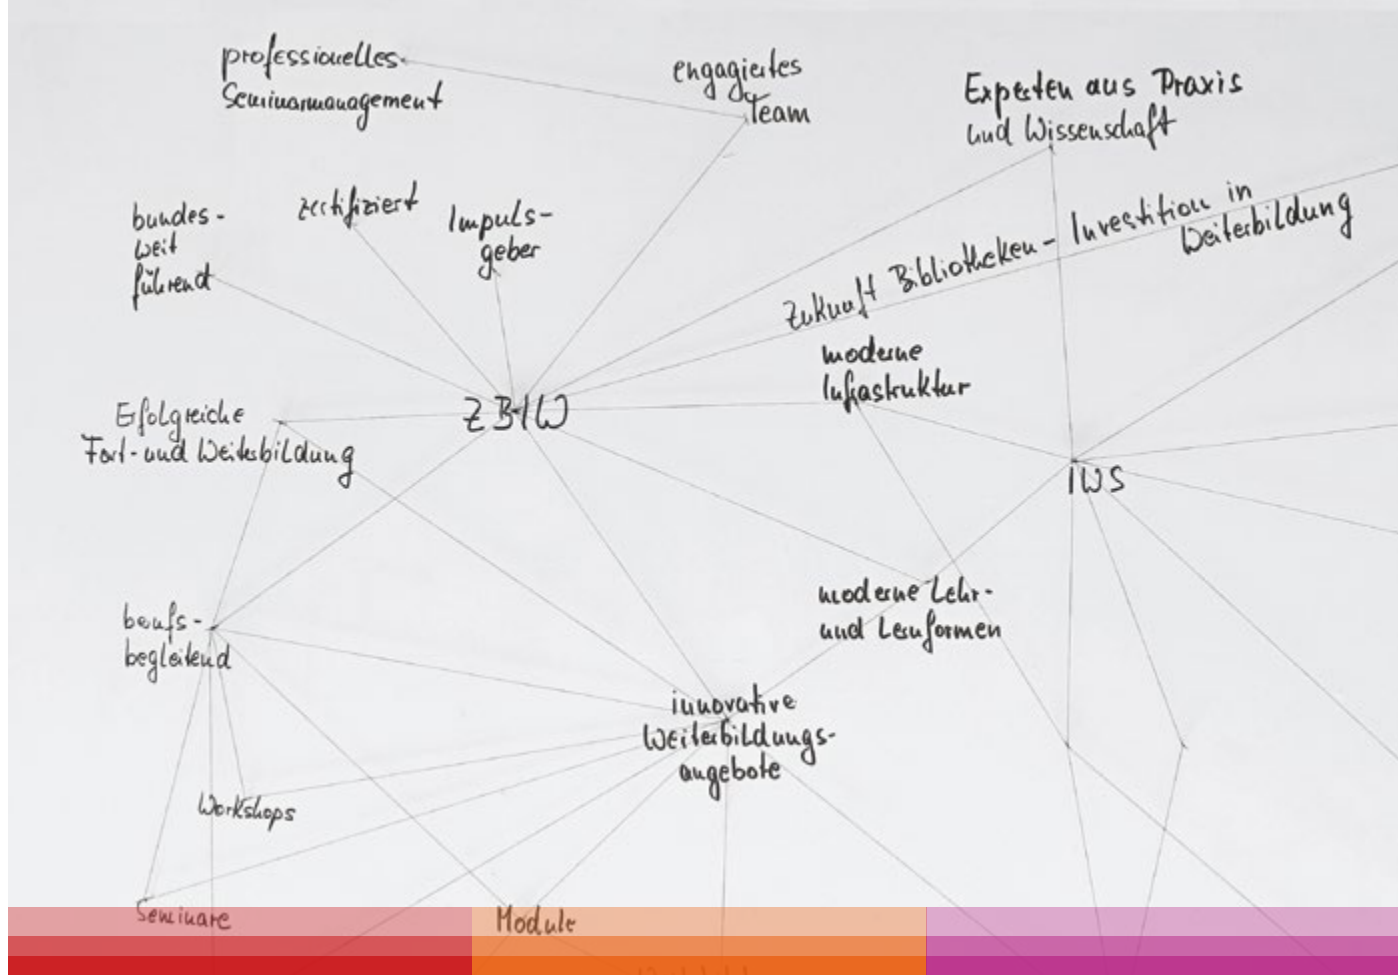 professionelles
Seminarmanagement
engagiertes
Team
Experten aus Praxis
und Wissenschaft
bundes-
weit
führend
zertifiziert
Impuls-
geber
Zukunft Bibliotheken - Investition in
Weiterbildung
moderne
Infrastruktur
Erfolgreiche
Fort- und Weiterbildung
ZBIW
IWS
moderne Lehr-
und Lernformen
berufs-
begleitend
innovative
Weiterbildungs-
angebote
Workshops
Seminare
Module